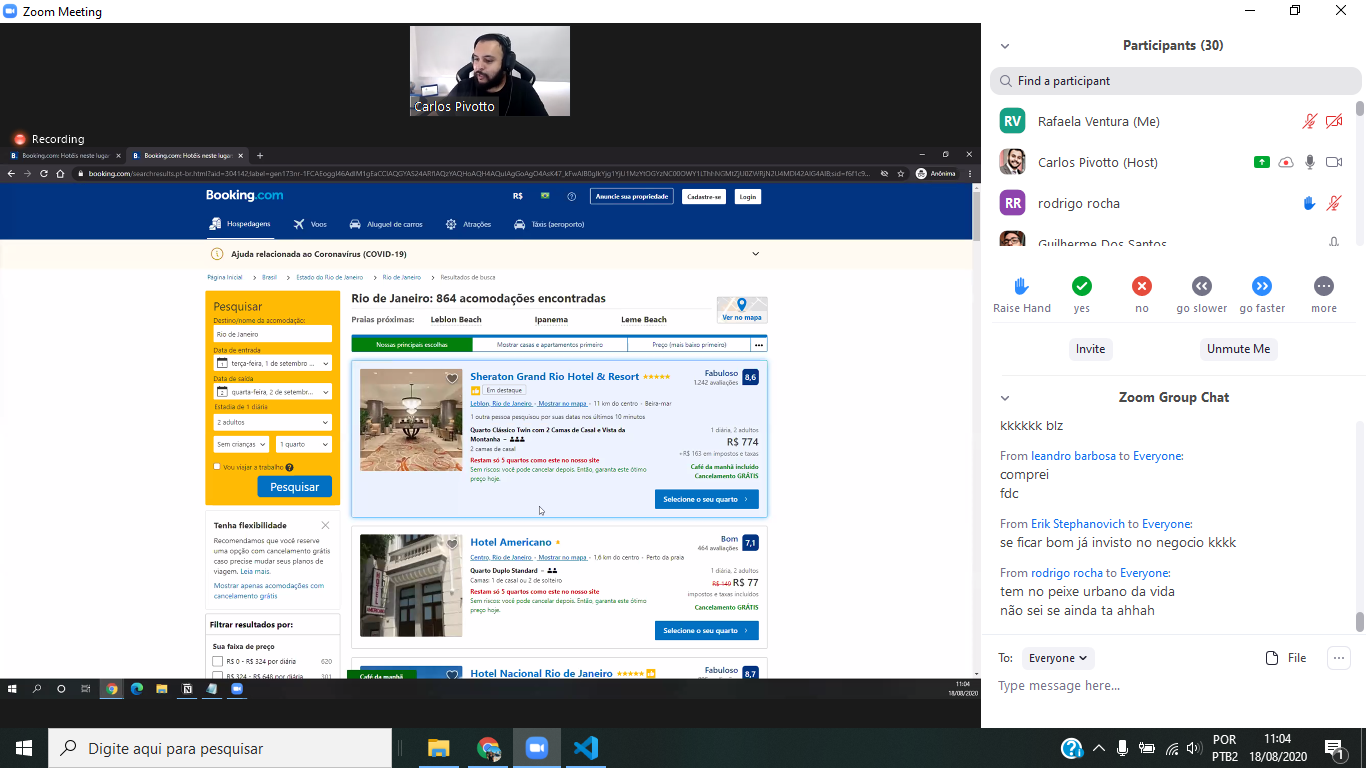 Zoom Meeting
Carlos Pivotto
Recording
Booking.com: Hotéis neste lugar
Booking.com: Hotéis neste lugar
Anônima
Booking.com
R$
Anuncie sua propriedade
Cadastre-se
Login
Hospedagens
Voos
Aluguel de carros
Atrações
Táxis (aeroporto)
Ajuda relacionada ao Coronavírus (COVID-19)
Página Inicial > Brasil > Estado do Rio de Janeiro > Rio de Janeiro > Resultados de busca
Pesquisar
Destino/nome da acomodação:
Rio de Janeiro
Data de entrada
terça-feira, 1 de setembro ...
Data de saída
quarta-feira, 2 de setemb...
Estadia de 1 diária
2 adultos
Sem crianças
1 quarto
Vou viajar a trabalho
Pesquisar
Tenha flexibilidade
Recomendamos que você reserve
uma opção com cancelamento grátis
caso precise mudar seus planos de
viagem. Leia mais.
Mostrar apenas acomodações com
cancelamento grátis
Filtrar resultados por:
Sua faixa de preço
R$ 0 - R$ 324 por diária 620
R$ 324 - R$ 648 por diária 301
Rio de Janeiro: 864 acomodações encontradas
Praias próximas: Leblon Beach Ipanema Leme Beach
Ver no mapa
Nossas principais escolhas
Mostrar casas e apartamentos primeiro
Preço (mais baixo primeiro)
...
Sheraton Grand Rio Hotel & Resort
Em destaque
Leblon, Rio de Janeiro - Mostrar no mapa - 11 km do centro - Beira-mar
1 outra pessoa pesquisou por suas datas nos últimos 10 minutos
Quarto Clássico Twin com 2 Camas de Casal e Vista da
Montanha –
2 camas de casal
Restam só 5 quartos como este no nosso site
Sem riscos: você pode cancelar depois. Então, garanta este ótimo
preço hoje.
Fabuloso
1.242 avaliações
8,6
1 diária, 2 adultos
R$ 774
+R$ 163 em impostos e taxas
Café da manhã incluído
Cancelamento GRÁTIS
Selecione o seu quarto
Hotel Americano
Centro, Rio de Janeiro - Mostrar no mapa - 1,6 km do centro - Perto da praia
Quarto Duplo Standard –
Camas: 1 de casal ou 2 de solteiro
Restam só 5 quartos como este no nosso site
Sem riscos: você pode cancelar depois. Então, garanta este ótimo
preço hoje.
Bom
464 avaliações
7,1
1 diária, 2 adultos
R$ 149 R$ 77
impostos e taxas incluídos
Cancelamento GRÁTIS
Selecione o seu quarto
Café da manhã
Hotel Nacional Rio de Janeiro
Fabuloso
8,7
11:04
18/08/2020
Participants (30)
Find a participant
RV
Rafaela Ventura (Me)
Carlos Pivotto (Host)
RR
rodrigo rocha
Guilherme Dos Santos
Raise Hand
yes
no
go slower
go faster
more
Invite
Unmute Me
Zoom Group Chat
kkkkkk blz
From leandro barbosa to Everyone:
comprei
fdc
From Erik Stephanovich to Everyone:
se ficar bom já invisto no negocio kkkk
From rodrigo rocha to Everyone:
tem no peixe urbano da vida
não sei se ainda ta ahhah
To: Everyone
File
...
Type message here...
Digite aqui para pesquisar
POR
PTB2
11:04
18/08/2020
1